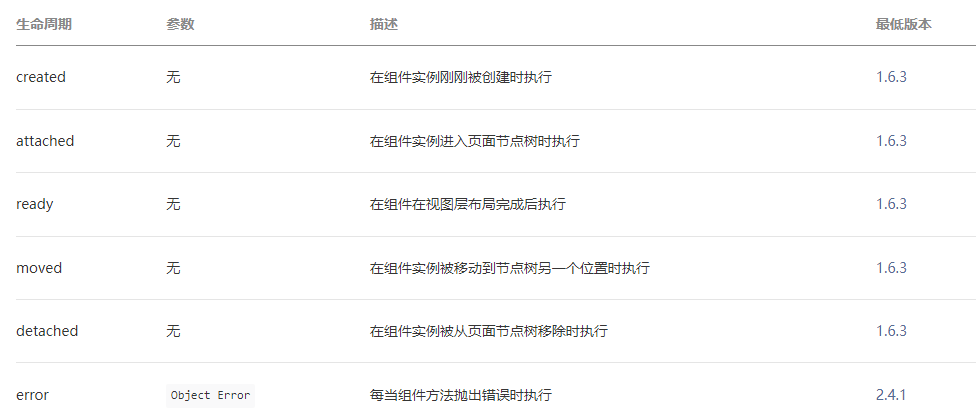 生命周期 参数 描述 最低版本
created 无 在组件实例刚刚被创建时执行 1.6.3
attached 无 在组件实例进入页面节点树时执行 1.6.3
ready 无 在组件在视图层布局完成后执行 1.6.3
moved 无 在组件实例被移动到节点树另一个位置时执行 1.6.3
detached 无 在组件实例被从页面节点树移除时执行 1.6.3
error Object Error 每当组件方法抛出错误时执行 2.4.1